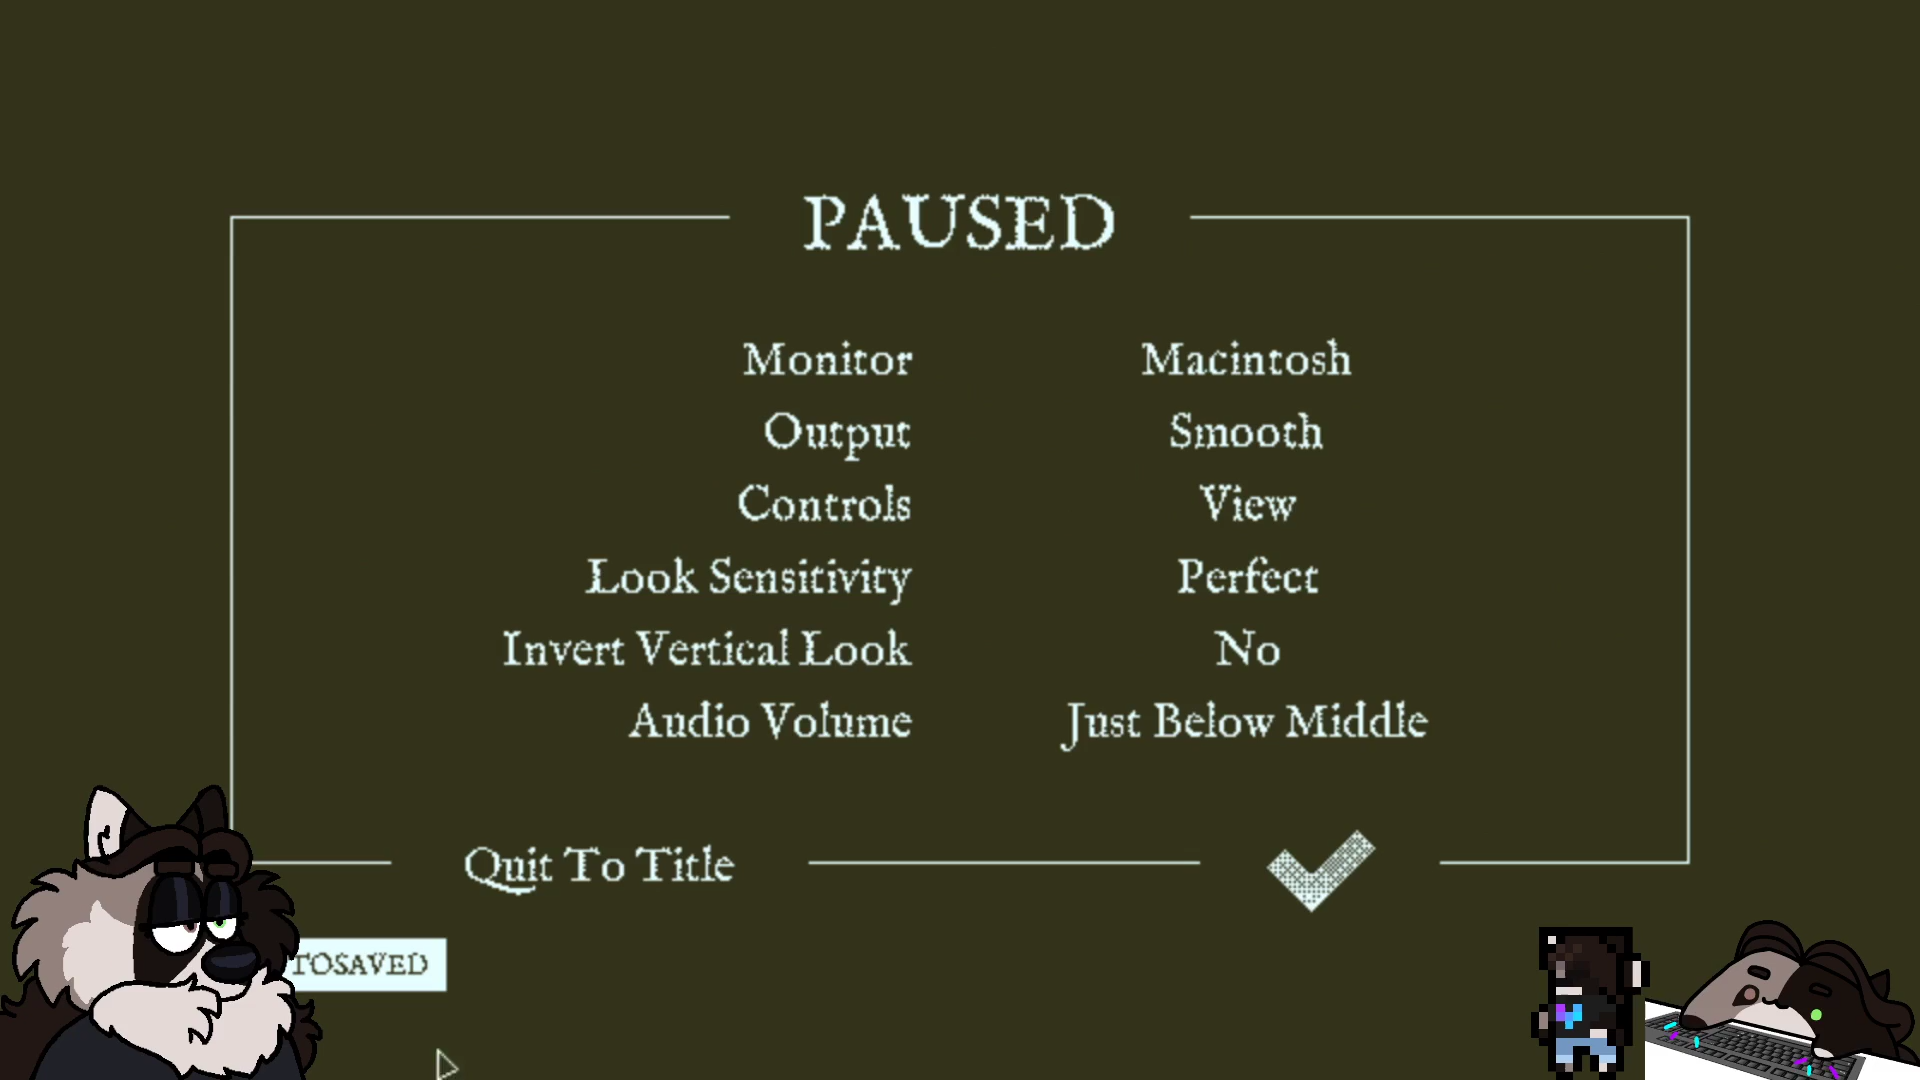 PAUSED
Monitor Macintosh
Output Smooth
Controls View
Look Sensitivity Perfect
Invert Vertical Look No
Audio Volume Just Below Middle
Quit To Title
TOSAVED